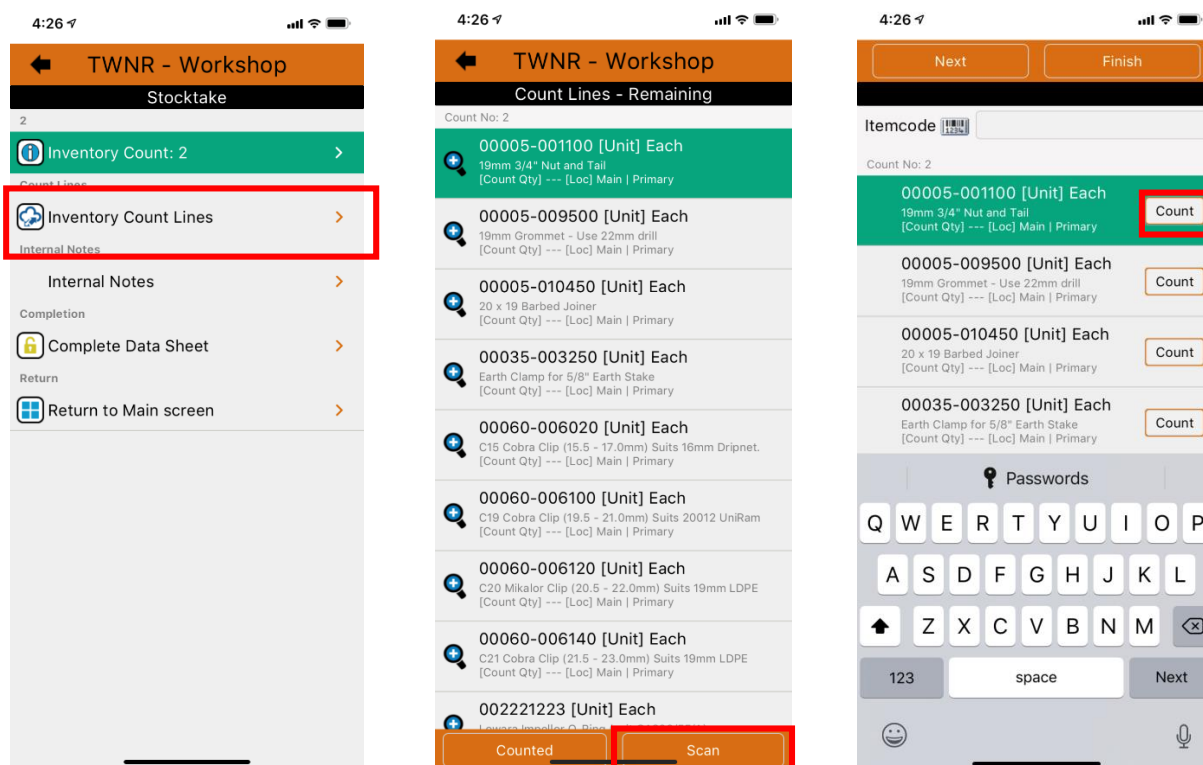 4:26
TWNR - Workshop
Stocktake
2
Inventory Count: 2
Count Lines
Inventory Count Lines
Internal Notes
Internal Notes
Completion
Complete Data Sheet
Return
Return to Main screen
4:26
TWNR - Workshop
Count Lines - Remaining
Count No: 2
00005-001100 [Unit] Each
19mm 3/4" Nut and Tail
[Count Qty] --- [Loc] Main | Primary
00005-009500 [Unit] Each
19mm Grommet - Use 22mm drill
[Count Qty] --- [Loc] Main | Primary
00005-010450 [Unit] Each
20 x 19 Barbed Joiner
[Count Qty] --- [Loc] Main | Primary
00035-003250 [Unit] Each
Earth Clamp for 5/8" Earth Stake
[Count Qty] --- [Loc] Main | Primary
00060-006020 [Unit] Each
C15 Cobra Clip (15.5 - 17.0mm) Suits 16mm Dripnet.
[Count Qty] --- [Loc] Main | Primary
00060-006100 [Unit] Each
C19 Cobra Clip (19.5 - 21.0mm) Suits 20012 UniRam
[Count Qty] --- [Loc] Main | Primary
00060-006120 [Unit] Each
C20 Mikalor Clip (20.5 - 22.0mm) Suits 19mm LDPE
[Count Qty] --- [Loc] Main | Primary
00060-006140 [Unit] Each
C21 Cobra Clip (21.5 - 23.0mm) Suits 19mm LDPE
[Count Qty] --- [Loc] Main | Primary
002221223 [Unit] Each
Lowara Impeller O-Ring
Counted Scan
4:26
Next Finish
Itemcode
Count No: 2
00005-001100 [Unit] Each
19mm 3/4" Nut and Tail
[Count Qty] --- [Loc] Main | Primary
Count
00005-009500 [Unit] Each
19mm Grommet - Use 22mm drill
[Count Qty] --- [Loc] Main | Primary
Count
00005-010450 [Unit] Each
20 x 19 Barbed Joiner
[Count Qty] --- [Loc] Main | Primary
Count
00035-003250 [Unit] Each
Earth Clamp for 5/8" Earth Stake
[Count Qty] --- [Loc] Main | Primary
Count
Passwords
Q W E R T Y U I O P
A S D F G H J K L
Z X C V B N M
123 space Next